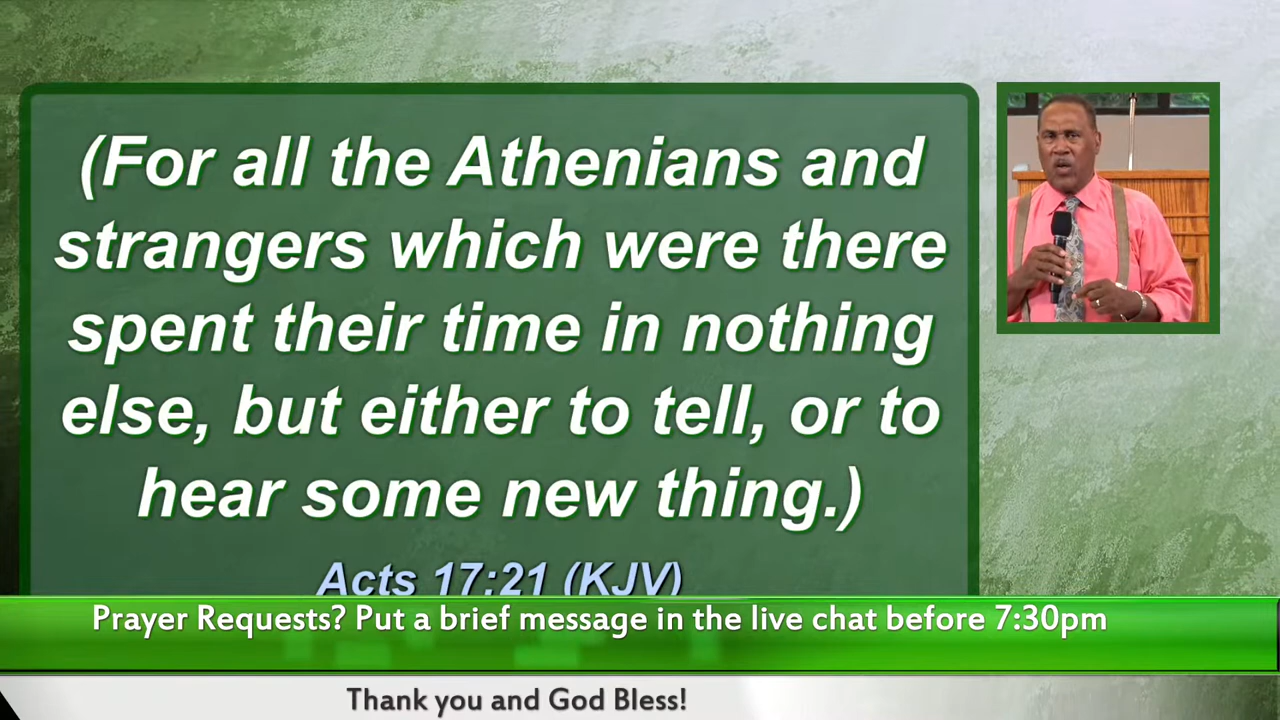 (For all the Athenians and
strangers which were there
spent their time in nothing
else, but either to tell, or to
hear some new thing.)
Acts 17:21 (KJV)
Prayer Requests? Put a brief message in the live chat before 7:30pm
Thank you and God Bless!